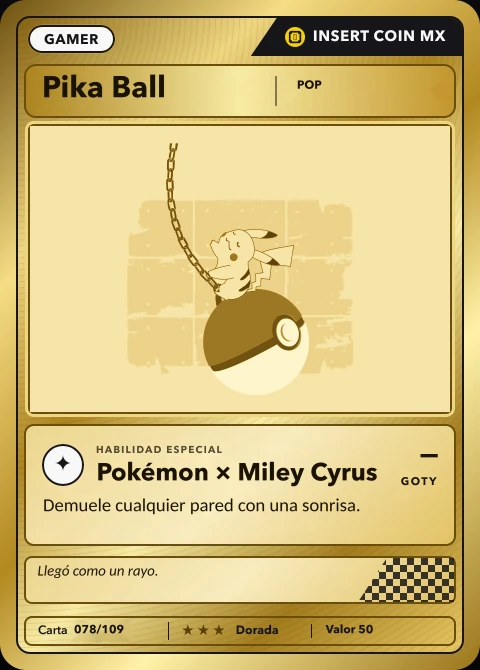 GAMER
INSERT COIN MX
Pika Ball
POP
HABILIDAD ESPECIAL
Pokémon × Miley Cyrus
–
GOTY
Demuele cualquier pared con una sonrisa.
Llegó como un rayo.
Carta 078/109
★★★ Dorada
Valor 50